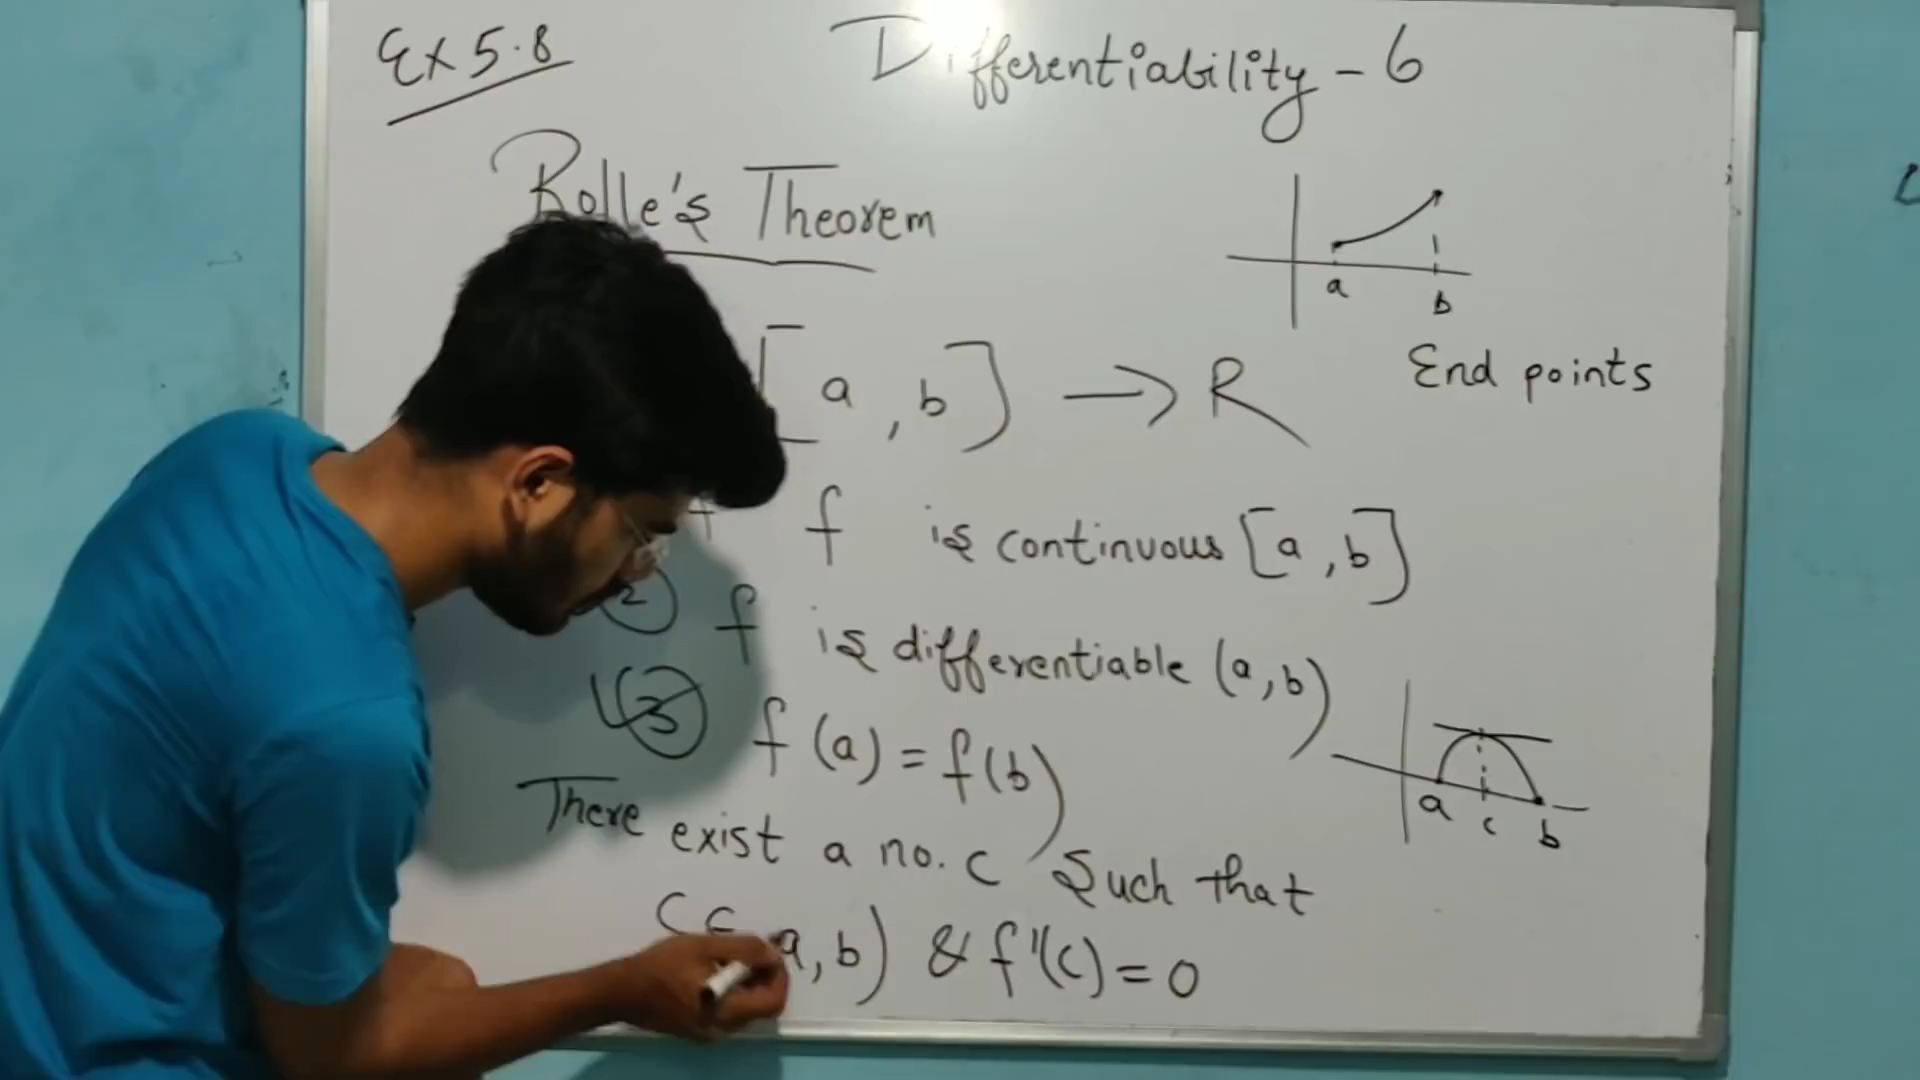 Ex 5.8
Differentiability - 6
Rolle's Theorem
a b
End points
[a, b] → R
f is continuous [a, b]
② f is differentiable (a, b)
③ f(a) = f(b)
There exist a no. c such that
c ∈ (a, b) & f'(c) = 0
a c b